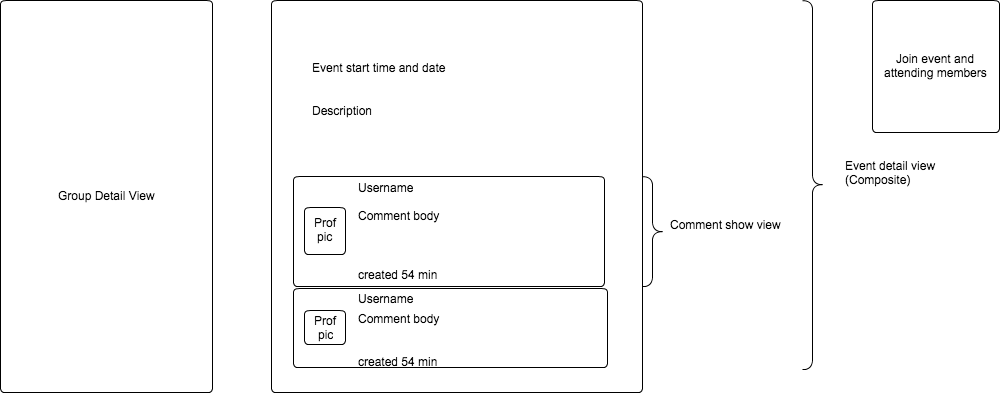 Group Detail View
Event start time and date
Description
Username
Prof
pic
Comment body
created 54 min
Username
Prof
pic
Comment body
created 54 min
Comment show view
Event detail view
(Composite)
Join event and
attending members